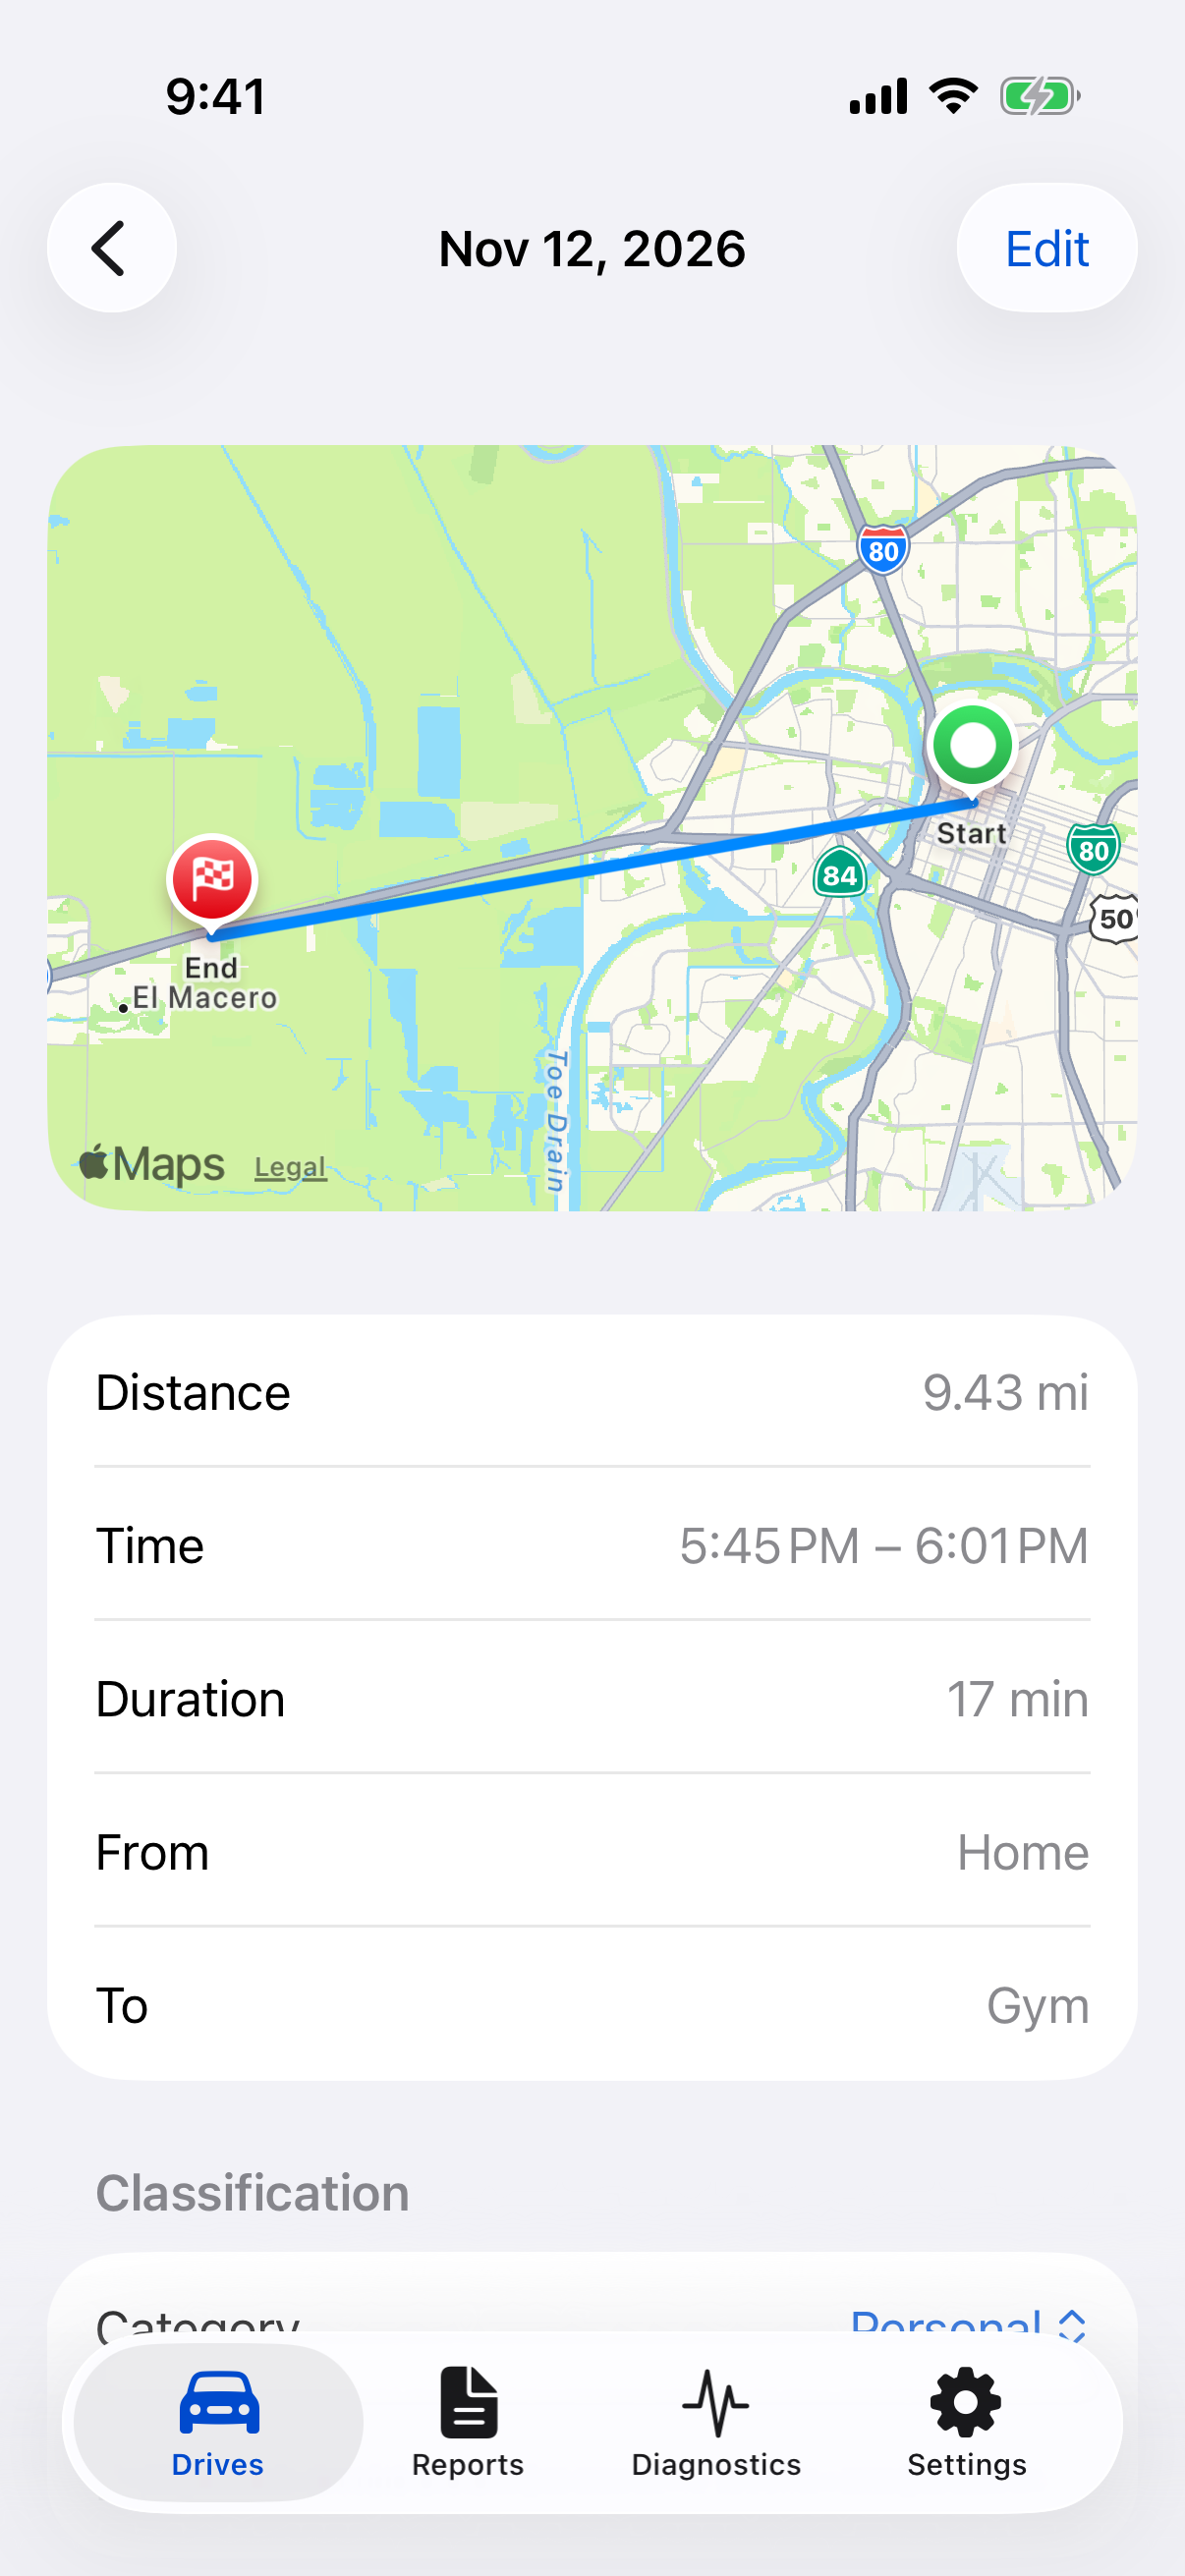 9:41
Nov 12, 2026
Edit
80
Start
84
80
50
End
El Macero
Toe Drain
Maps Legal
Distance 9.43 mi
Time 5:45 PM – 6:01 PM
Duration 17 min
From Home
To Gym
Classification
Category Personal
Drives Reports Diagnostics Settings